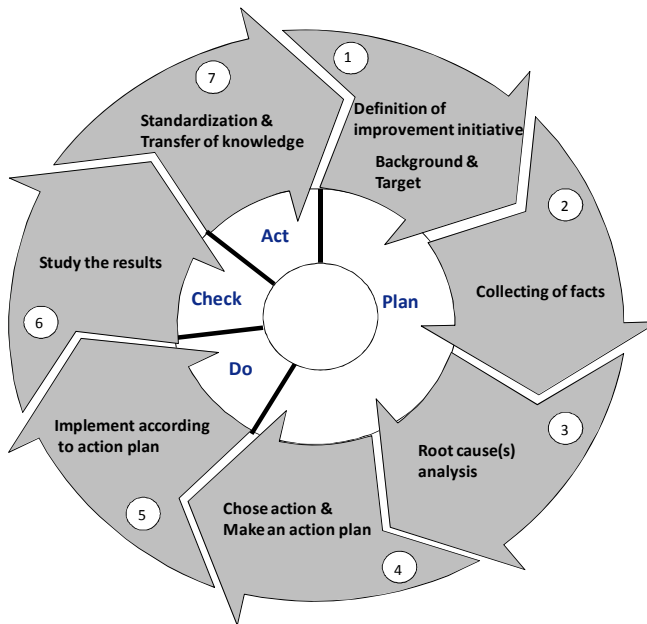 1
Definition of
improvement initiative
Background &
Target
2
Collecting of facts
3
Root cause(s)
analysis
4
Chose action &
Make an action plan
5
Implement according
to action plan
6
Study the results
7
Standardization &
Transfer of knowledge
Plan
Do
Check
Act